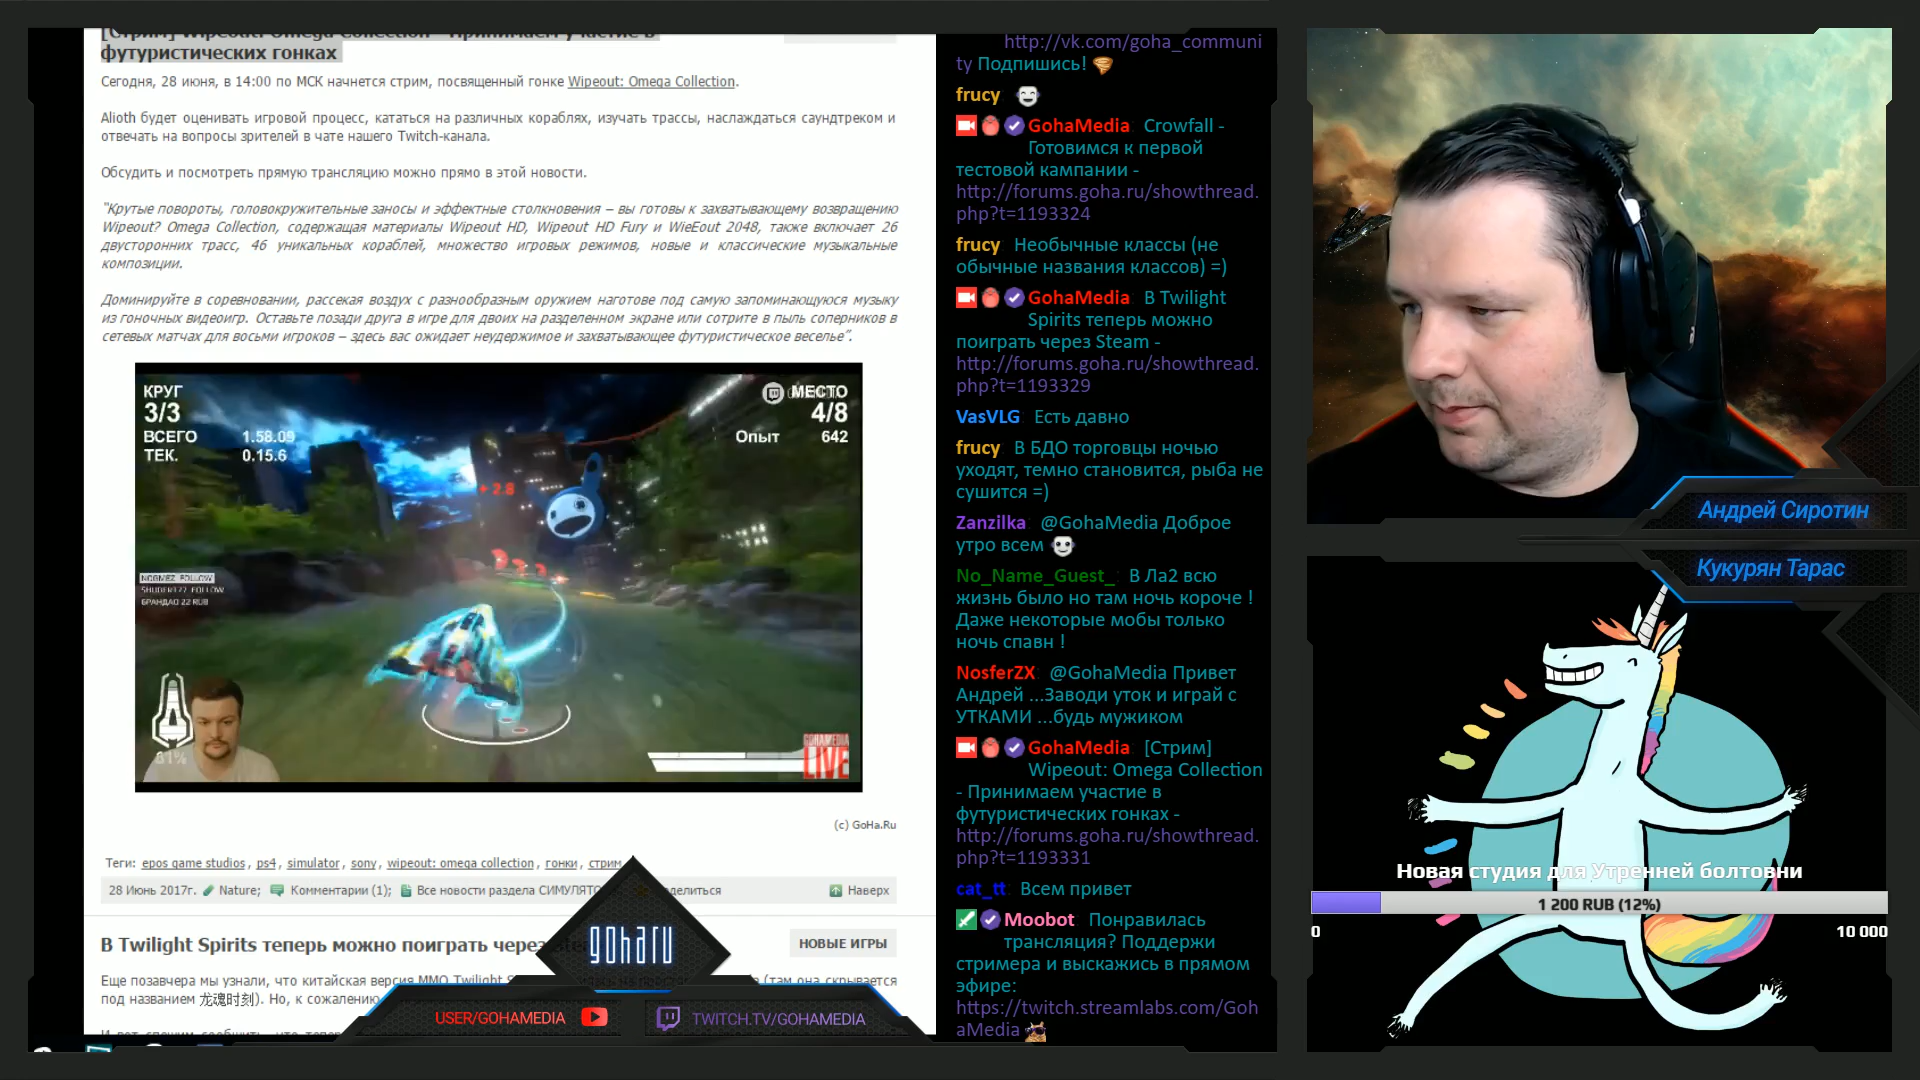 футуристических гонках
Сегодня, 28 июня, в 14:00 по МСК начнется стрим, посвященный гонке Wipeout: Omega Collection.
Alioth будет оценивать игровой процесс, кататься на различных кораблях, изучать трассы, наслаждаться саундтреком и
отвечать на вопросы зрителей в чате нашего Twitch-канала.
Обсудить и посмотреть прямую трансляцию можно прямо в этой новости.
"Крутые повороты, головокружительные заносы и эффектные столкновения – вы готовы к захватывающему возвращению
Wipeout? Omega Collection, содержащая материалы Wipeout HD, Wipeout HD Fury и WieEout 2048, также включает 26
двусторонних трасс, 46 уникальных кораблей, множество игровых режимов, новые и классические музыкальные
композиции.
Доминируйте в соревновании, рассекая воздух с разнообразным оружием наготове под самую запоминающуюся музыку
из гоночных видеоигр. Оставьте позади друга в игре для двоих на разделенном экране или сотрите в пыль соперников в
сетевых матчах для восьми игроков – здесь вас ожидает неудержимое и захватывающее футуристическое веселье".
КРУГ
3/3
ВСЕГО 1.58.09
ТЕК. 0.15.6
МЕСТО
4/8
Опыт 642
+2.8
NOGMEZ FOLLOW
БРАНДАО 22 RUB
81%
GOHAMEDIA
LIVE
(c) GoHa.Ru
Теги: epos game studios, ps4, simulator, sony, wipeout: omega collection, гонки, стрим
28 Июнь 2017г. Nature; Комментарии (1); Все новости раздела СИМУЛЯТО
Наверх
В Twilight Spirits теперь можно поиграть через
НОВЫЕ ИГРЫ
Еще позавчера мы узнали, что китайская версия MMO Twilight
(там она скрывается
под названием 龙魂时刻). Но, к сожалению
goharu
USER/GOHAMEDIA
TWITCH.TV/GOHAMEDIA
http://vk.com/goha_communi
ty Подпишись!
frucy
GohaMedia Crowfall -
Готовимся к первой
тестовой кампании -
http://forums.goha.ru/showthread.
php?t=1193324
frucy Необычные классы (не
обычные названия классов) =)
GohaMedia В Twilight
Spirits теперь можно
поиграть через Steam -
http://forums.goha.ru/showthread.
php?t=1193329
VasVLG Есть давно
frucy В БДО торговцы ночью
уходят, темно становится, рыба не
сушится =)
Zanzilka @GohaMedia Доброе
утро всем
No_Name_Guest_ В Ла2 всю
жизнь было но там ночь короче !
Даже некоторые мобы только
ночь спавн !
NosferZX @GohaMedia Привет
Андрей ...Заводи уток и играй с
УТКАМИ ...будь мужиком
GohaMedia [Стрим]
Wipeout: Omega Collection
- Принимаем участие в
футуристических гонках -
http://forums.goha.ru/showthread.
php?t=1193331
cat_tt Всем привет
Moobot Понравилась
трансляция? Поддержи
стримера и выскажись в прямом
эфире:
https://twitch.streamlabs.com/Goh
aMedia
Андрей Сиротин
Кукурян Тарас
Новая студия для Утренней болтовни
1 200 RUB (12%)
0
10 000